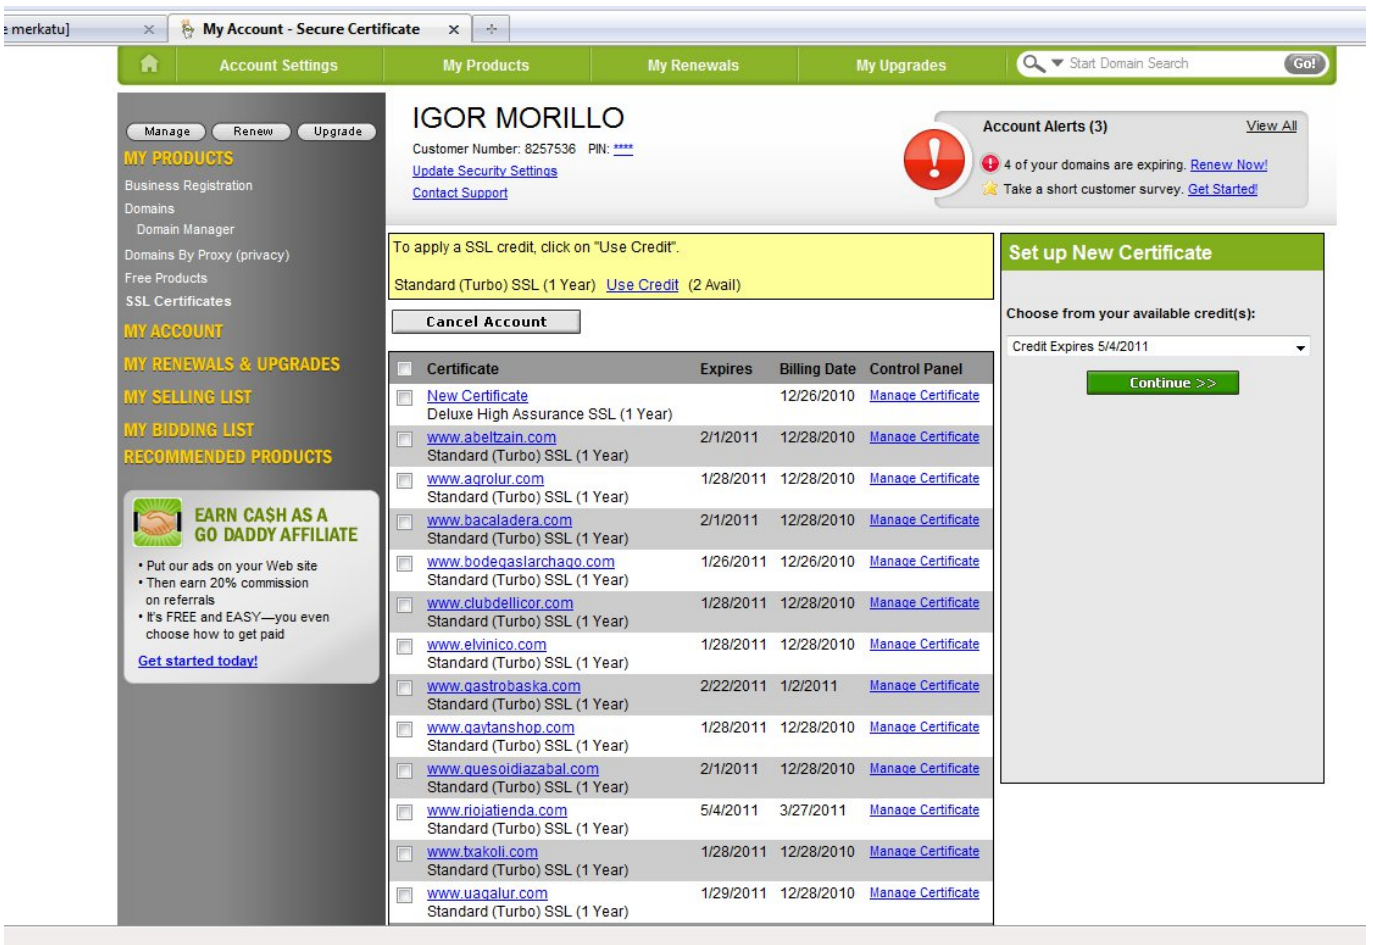 e merkatu]
My Account - Secure Certificate
Account Settings
My Products
My Renewals
My Upgrades
Start Domain Search
Go!
Manage
Renew
Upgrade
MY PRODUCTS
Business Registration
Domains
Domain Manager
Domains By Proxy (privacy)
Free Products
SSL Certificates
MY ACCOUNT
MY RENEWALS & UPGRADES
MY SELLING LIST
MY BIDDING LIST
RECOMMENDED PRODUCTS
EARN CA$H AS A
GO DADDY AFFILIATE
• Put our ads on your Web site
• Then earn 20% commission
on referrals
• It's FREE and EASY—you even
choose how to get paid
Get started today!
IGOR MORILLO
Customer Number: 8257536 PIN: ****
Update Security Settings
Contact Support
Account Alerts (3)
View All
4 of your domains are expiring. Renew Now!
Take a short customer survey. Get Started!
To apply a SSL credit, click on "Use Credit".
Standard (Turbo) SSL (1 Year) Use Credit (2 Avail)
Cancel Account
Certificate Expires Billing Date Control Panel
New Certificate 12/26/2010 Manage Certificate
Deluxe High Assurance SSL (1 Year)
www.abeltzain.com 2/1/2011 12/28/2010 Manage Certificate
Standard (Turbo) SSL (1 Year)
www.agrolur.com 1/28/2011 12/28/2010 Manage Certificate
Standard (Turbo) SSL (1 Year)
www.bacaladera.com 2/1/2011 12/28/2010 Manage Certificate
Standard (Turbo) SSL (1 Year)
www.bodegaslarchago.com 1/26/2011 12/26/2010 Manage Certificate
Standard (Turbo) SSL (1 Year)
www.clubdellicor.com 1/28/2011 12/28/2010 Manage Certificate
Standard (Turbo) SSL (1 Year)
www.elvinico.com 1/28/2011 12/28/2010 Manage Certificate
Standard (Turbo) SSL (1 Year)
www.gastrobaska.com 2/22/2011 1/2/2011 Manage Certificate
Standard (Turbo) SSL (1 Year)
www.gaytanshop.com 1/28/2011 12/28/2010 Manage Certificate
Standard (Turbo) SSL (1 Year)
www.quesoidiazabal.com 2/1/2011 12/28/2010 Manage Certificate
Standard (Turbo) SSL (1 Year)
www.riojatienda.com 5/4/2011 3/27/2011 Manage Certificate
Standard (Turbo) SSL (1 Year)
www.txakoli.com 1/28/2011 12/28/2010 Manage Certificate
Standard (Turbo) SSL (1 Year)
www.uagalur.com 1/29/2011 12/28/2010 Manage Certificate
Standard (Turbo) SSL (1 Year)
Set up New Certificate
Choose from your available credit(s):
Credit Expires 5/4/2011
Continue >>